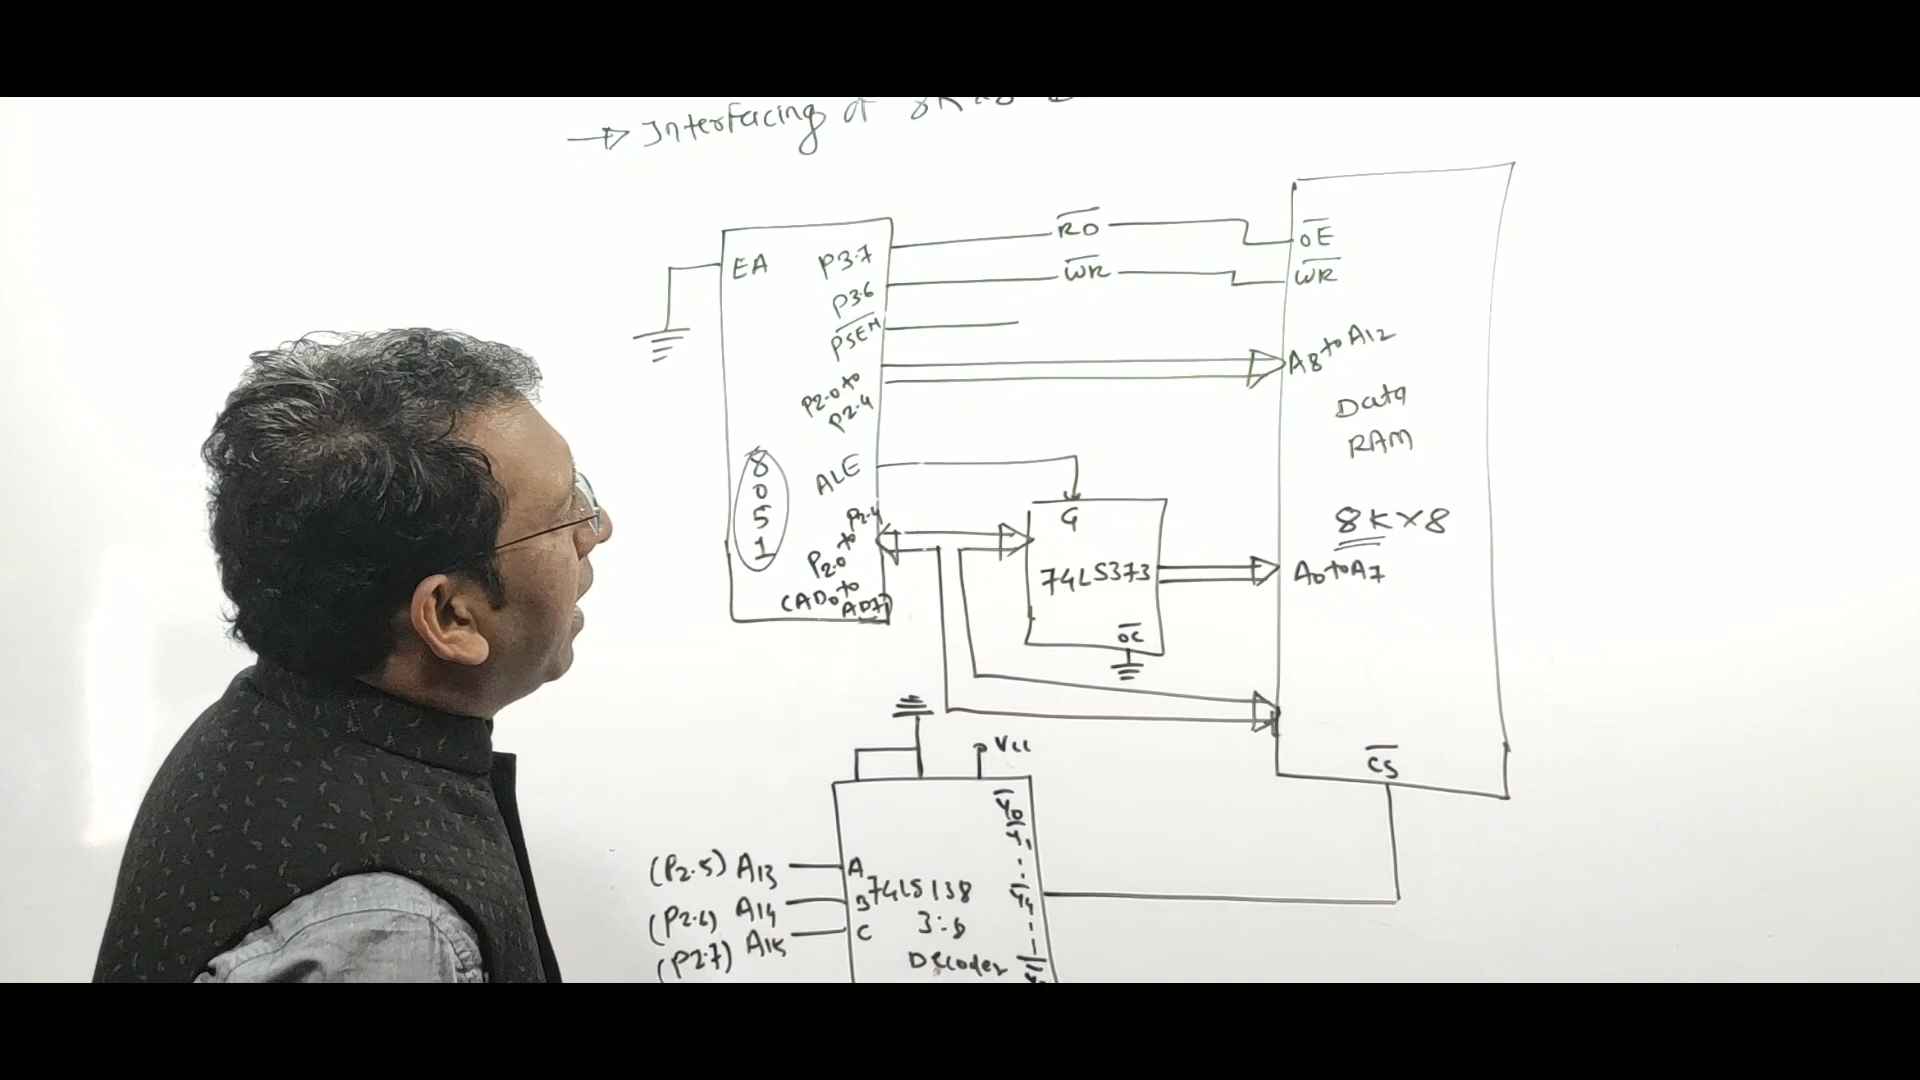 → Interfacing of 8K×8
EA P3.7
P3.6
PSEN
P2.0 to
P2.4
ALE
8
0
5
1
P2.0 to P2.4
(AD0 to
AD7)
RD
WR
OE
WR
A8 to A12
Data
RAM
8K×8
A0 to A7
CS
G
74LS373
OC
Vcc
Y0
Y1
Y4
(P2.5) A13 A
(P2.6) A14 B
(P2.7) A15 C
74LS138
3:8
Decoder